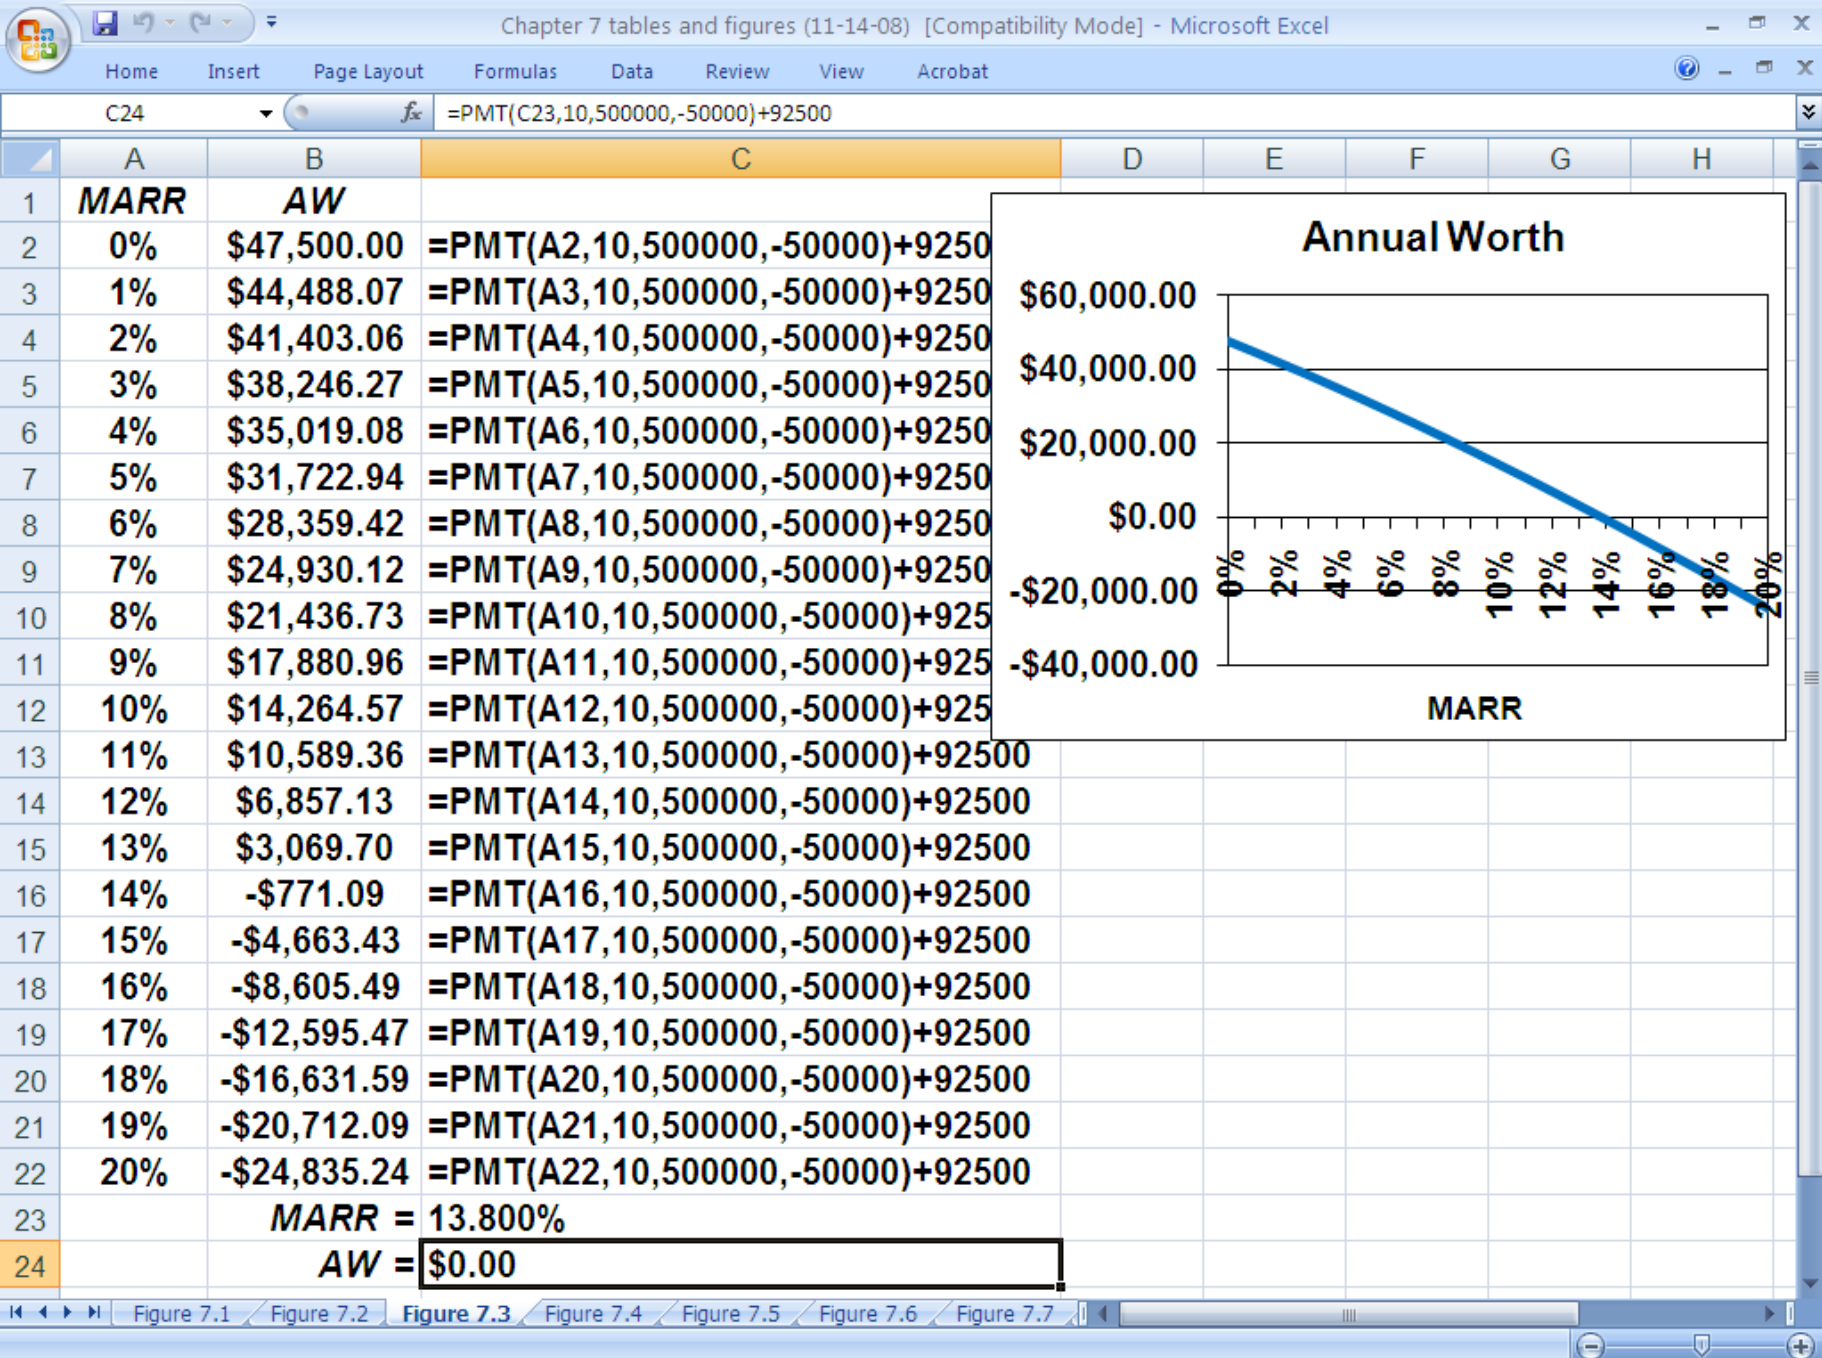 Chapter 7 tables and figures (11-14-08) [Compatibility Mode] - Microsoft Excel
Home Insert Page Layout Formulas Data Review View Acrobat
C24 fx =PMT(C23,10,500000,-50000)+92500
A B C D E F G H
1 MARR AW
2 0% $47,500.00 =PMT(A2,10,500000,-50000)+9250
3 1% $44,488.07 =PMT(A3,10,500000,-50000)+9250
4 2% $41,403.06 =PMT(A4,10,500000,-50000)+9250
5 3% $38,246.27 =PMT(A5,10,500000,-50000)+9250
6 4% $35,019.08 =PMT(A6,10,500000,-50000)+9250
7 5% $31,722.94 =PMT(A7,10,500000,-50000)+9250
8 6% $28,359.42 =PMT(A8,10,500000,-50000)+9250
9 7% $24,930.12 =PMT(A9,10,500000,-50000)+9250
10 8% $21,436.73 =PMT(A10,10,500000,-50000)+925
11 9% $17,880.96 =PMT(A11,10,500000,-50000)+925
12 10% $14,264.57 =PMT(A12,10,500000,-50000)+925
13 11% $10,589.36 =PMT(A13,10,500000,-50000)+92500
14 12% $6,857.13 =PMT(A14,10,500000,-50000)+92500
15 13% $3,069.70 =PMT(A15,10,500000,-50000)+92500
16 14% -$771.09 =PMT(A16,10,500000,-50000)+92500
17 15% -$4,663.43 =PMT(A17,10,500000,-50000)+92500
18 16% -$8,605.49 =PMT(A18,10,500000,-50000)+92500
19 17% -$12,595.47 =PMT(A19,10,500000,-50000)+92500
20 18% -$16,631.59 =PMT(A20,10,500000,-50000)+92500
21 19% -$20,712.09 =PMT(A21,10,500000,-50000)+92500
22 20% -$24,835.24 =PMT(A22,10,500000,-50000)+92500
23 MARR = 13.800%
24 AW = $0.00
Annual Worth
$60,000.00
$40,000.00
$20,000.00
$0.00
-$20,000.00
-$40,000.00
0% 2% 4% 6% 8% 10% 12% 14% 16% 18% 20%
MARR
Figure 7.1 Figure 7.2 Figure 7.3 Figure 7.4 Figure 7.5 Figure 7.6 Figure 7.7